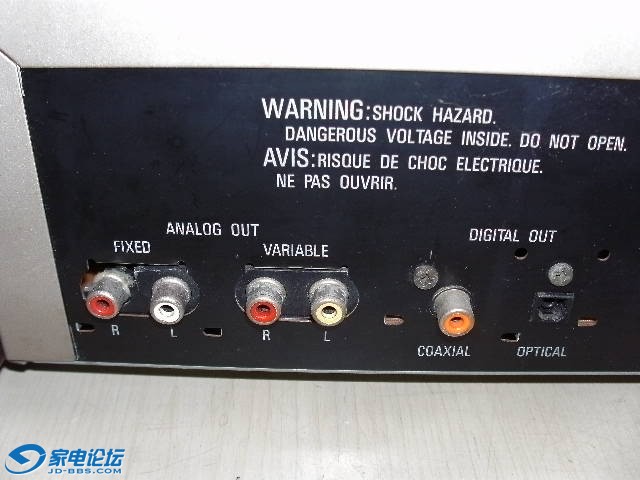 WARNING:SHOCK HAZARD.
DANGEROUS VOLTAGE INSIDE. DO NOT OPEN.
AVIS:RISQUE DE CHOC ELECTRIQUE.
NE PAS OUVRIR.
ANALOG OUT
FIXED
VARIABLE
DIGITAL OUT
R
L
R
L
COAXIAL
OPTICAL
家电论坛
JD-BBS.COM